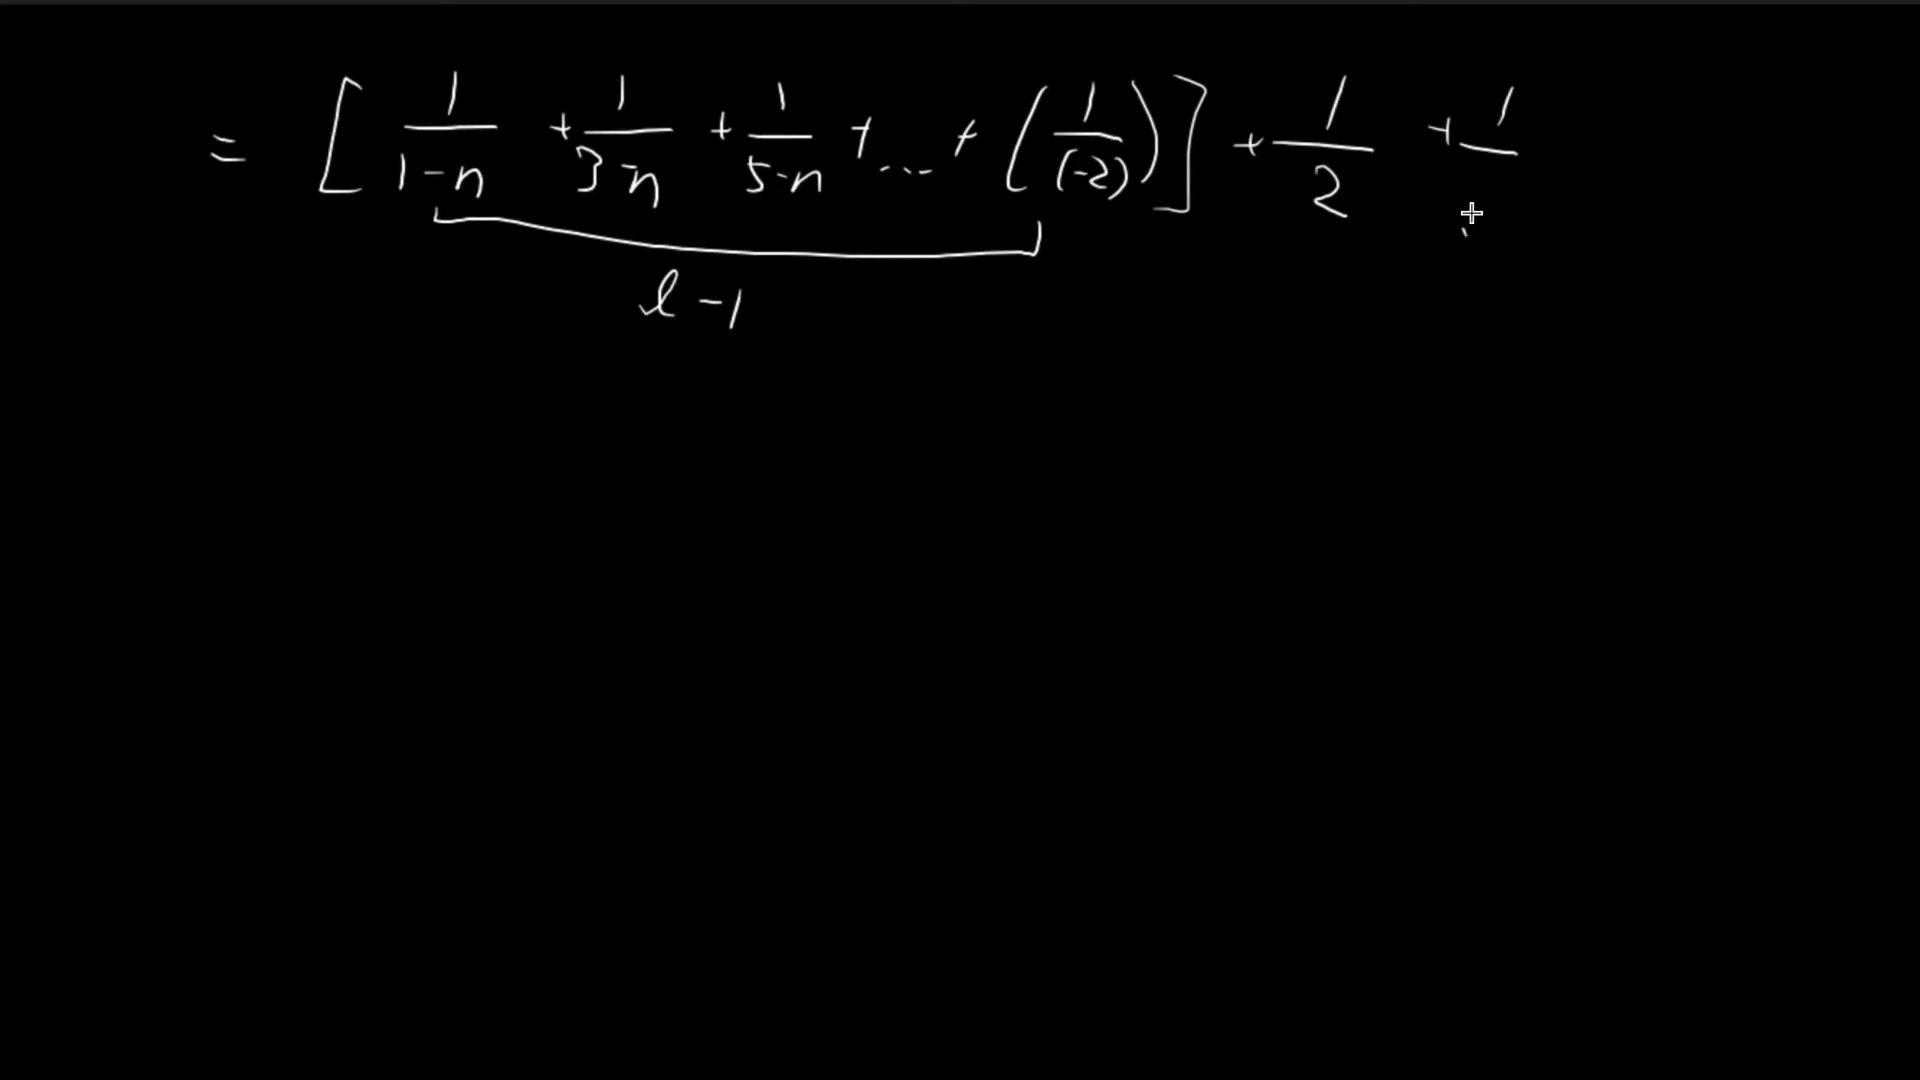 = [ 1/(1-n) + 1/(3-n) + 1/(5-n) + ... + ( 1/(-2) ) ] + 1/2 + 1/
l - 1